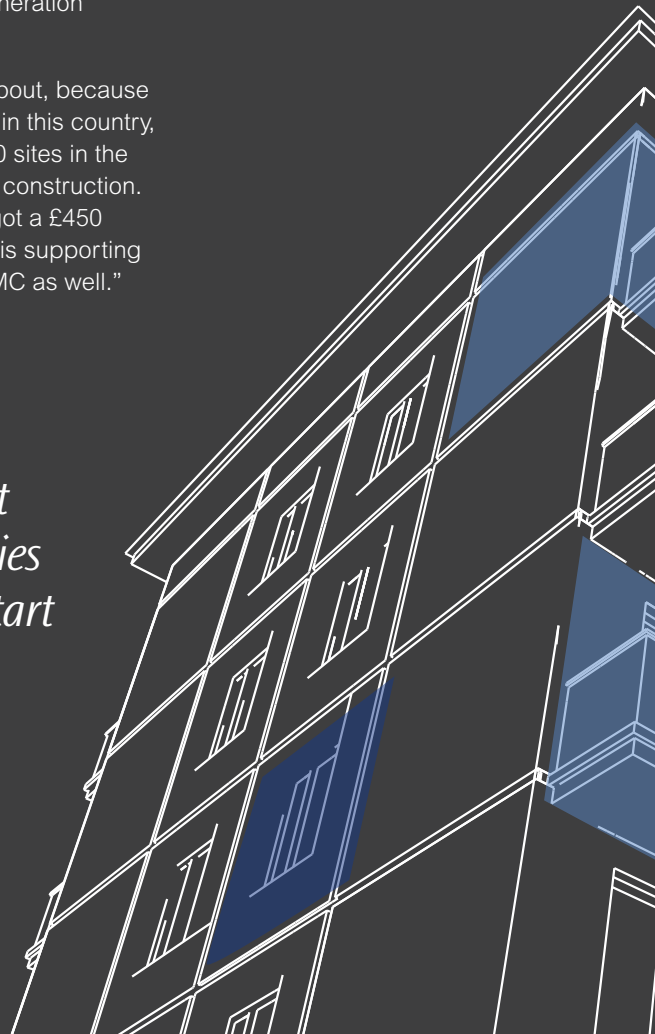 neration
bout, because
in this country,
0 sites in the
construction.
got a £450
is supporting
MC as well.”
t
ies
tart